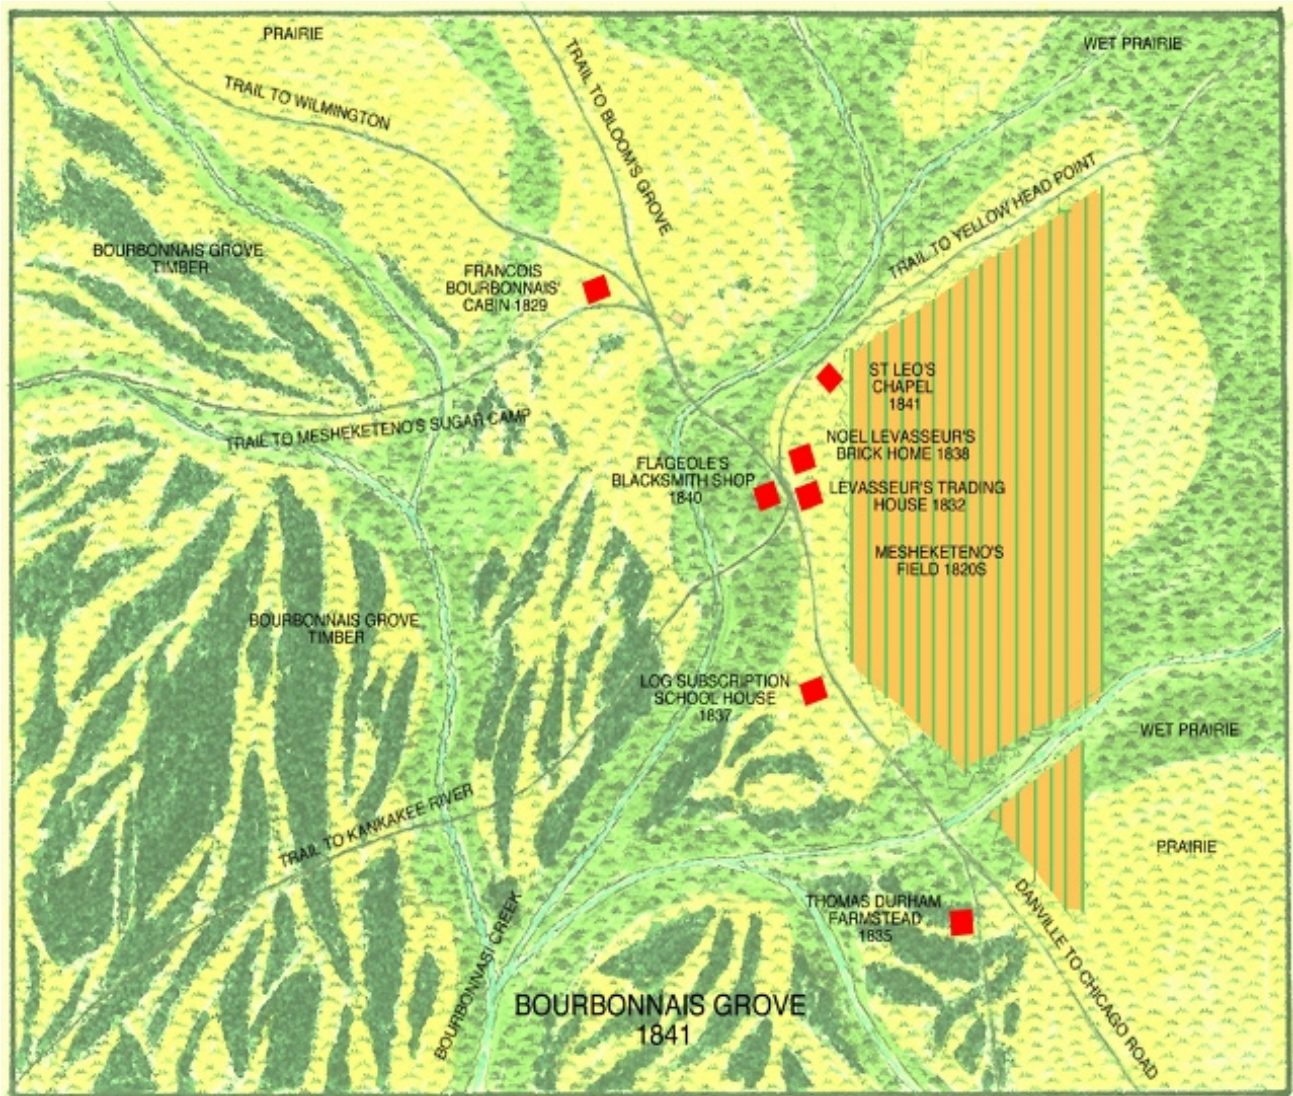 PRAIRIE
WET PRAIRIE
TRAIL TO WILMINGTON
TRAIL TO BLOOM'S GROVE
TRAIL TO YELLOW HEAD POINT
BOURBONNAIS GROVE
TIMBER
FRANCOIS
BOURBONNAIS'
CABIN 1829
ST LEO'S
CHAPEL
1841
TRAIL TO MESHEKETENO'S SUGAR CAMP
NOEL LEVASSEUR'S
BRICK HOME 1838
FLAGEOLE'S
BLACKSMITH SHOP
1840
LEVASSEUR'S TRADING
HOUSE 1832
MESHEKETENO'S
FIELD 1820S
BOURBONNAIS GROVE
TIMBER
LOG SUBSCRIPTION
SCHOOL HOUSE
1837
WET PRAIRIE
TRAIL TO KANKAKEE RIVER
PRAIRIE
THOMAS DURHAM
FARMSTEAD
1835
BOURBONNASI CREEK
DANVILLE TO CHICAGO ROAD
BOURBONNAIS GROVE
1841